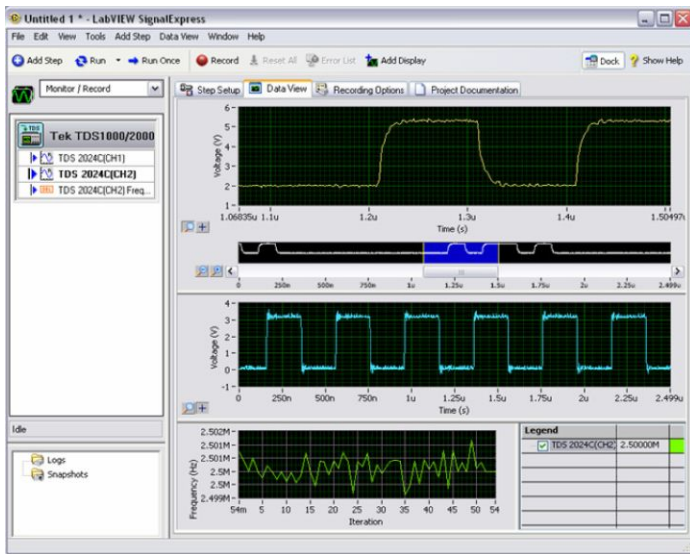 Untitled 1 * - LabVIEW SignalExpress
File Edit View Tools Add Step Data View Window Help
Add Step Run Run Once Record Reset All Error List Add Display Dock Show Help
Monitor / Record
Step Setup Data View Recording Options Project Documentation
Tek TDS1000/2000
TDS 2024C(CH1)
TDS 2024C(CH2)
TDS 2024C(CH2) Freq...
6
5
4
3
2
1
Voltage (V)
1.06835u 1.1u 1.2u 1.3u 1.4u 1.50497u
Time (s)
0 250n 500n 750n 1u 1.25u 1.5u 1.75u 2u 2.25u 2.499u
4
3
2
1
0
-1
Voltage (V)
0 250n 500n 750n 1u 1.25u 1.5u 1.75u 2u 2.25u 2.499u
Time (s)
Idle
Logs
Snapshots
2.502M
2.501M
2.501M
2.5M
2.5M
2.499M
Frequency (Hz)
54m 5 10 15 20 25 30 35 40 45 50 54
Iteration
Legend
TDS 2024C(CH2) 2.50000M